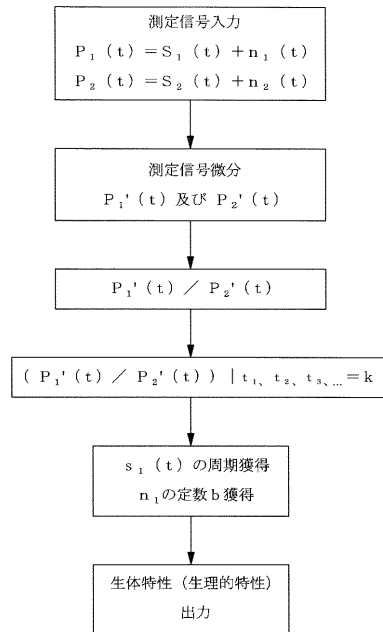 測定信号入力
P₁(t)=S₁(t)+n₁(t)
P₂(t)=S₂(t)+n₂(t)
測定信号微分
P₁'(t)及び P₂'(t)
P₁'(t)/P₂'(t)
(P₁'(t)/P₂'(t))|t₁、t₂、t₃、…=k
s₁(t)の周期獲得
n₁の定数b獲得
生体特性(生理的特性)
出力